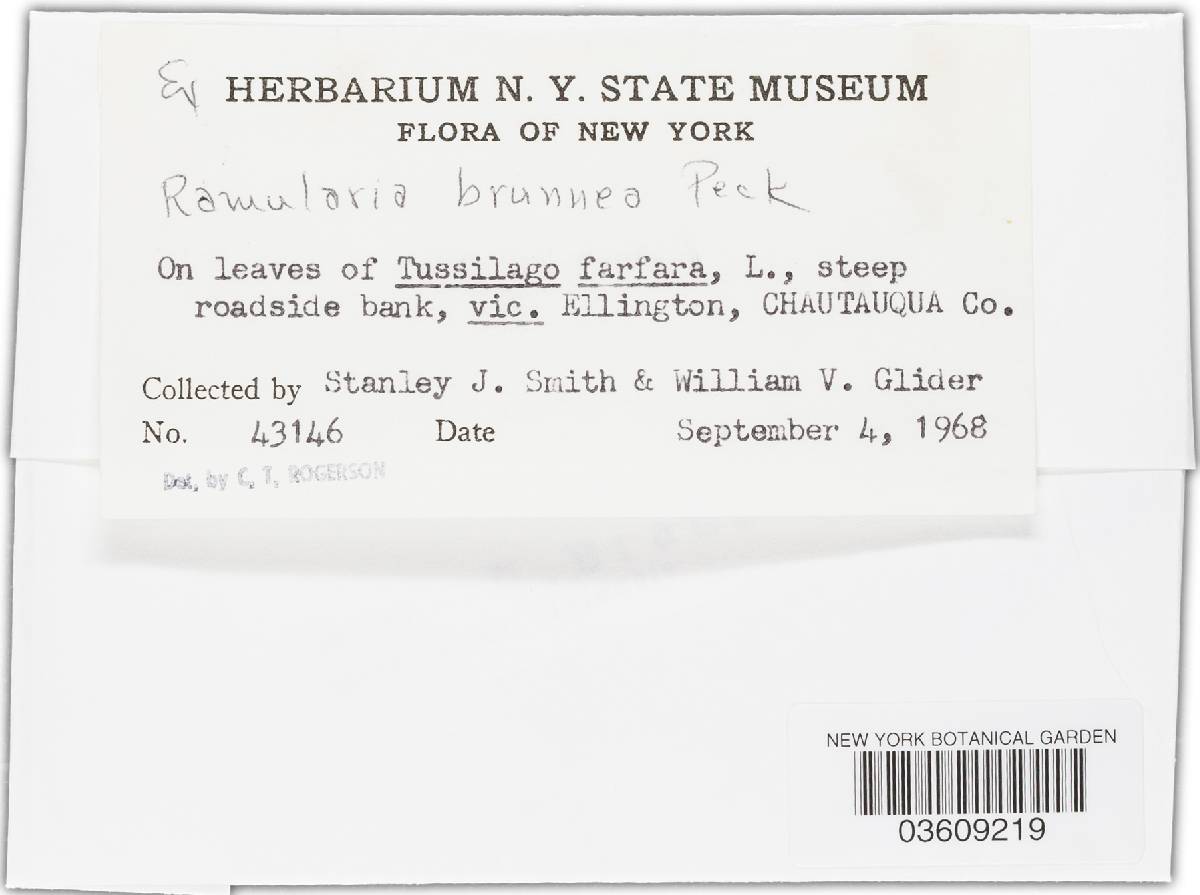 Ex HERBARIUM N. Y. STATE MUSEUM
FLORA OF NEW YORK
Ramularia brunnea Peck
On leaves of Tussilago farfara, L., steep
roadside bank, vic. Ellington, CHAUTAUQUA Co.
Collected by Stanley J. Smith & William V. Glider
No. 43146 Date September 4, 1968
Det. by C. T. ROGERSON
NEW YORK BOTANICAL GARDEN
03609219